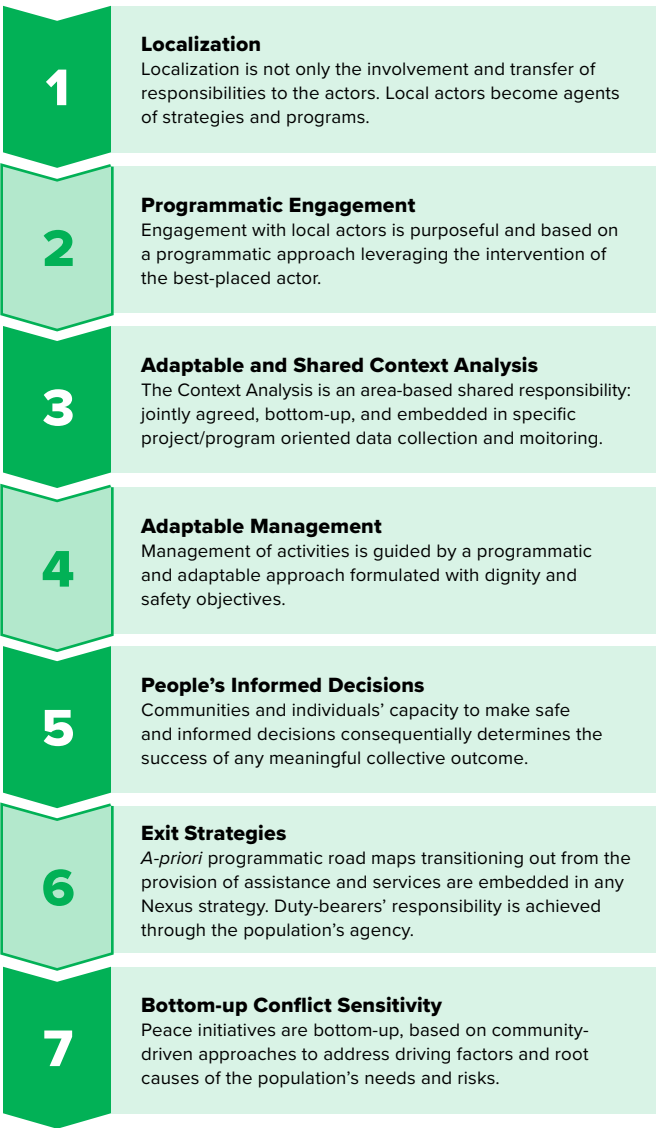 1
Localization
Localization is not only the involvement and transfer of
responsibilities to the actors. Local actors become agents
of strategies and programs.
2
Programmatic Engagement
Engagement with local actors is purposeful and based on
a programmatic approach leveraging the intervention of
the best-placed actor.
3
Adaptable and Shared Context Analysis
The Context Analysis is an area-based shared responsibility:
jointly agreed, bottom-up, and embedded in specific
project/program oriented data collection and moitoring.
4
Adaptable Management
Management of activities is guided by a programmatic
and adaptable approach formulated with dignity and
safety objectives.
5
People’s Informed Decisions
Communities and individuals’ capacity to make safe
and informed decisions consequentially determines the
success of any meaningful collective outcome.
6
Exit Strategies
A-priori programmatic road maps transitioning out from the
provision of assistance and services are embedded in any
Nexus strategy. Duty-bearers’ responsibility is achieved
through the population’s agency.
7
Bottom-up Conflict Sensitivity
Peace initiatives are bottom-up, based on community-
driven approaches to address driving factors and root
causes of the population’s needs and risks.